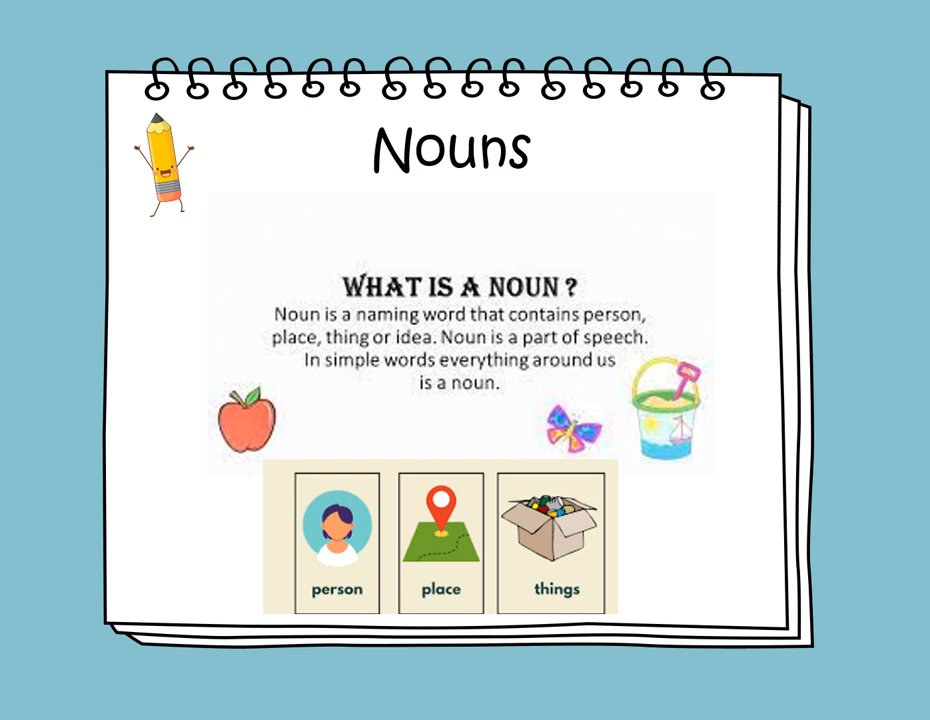 Nouns
WHAT IS A NOUN ?
Noun is a naming word that contains person,
place, thing or idea. Noun is a part of speech.
In simple words everything around us
is a noun.
person place things